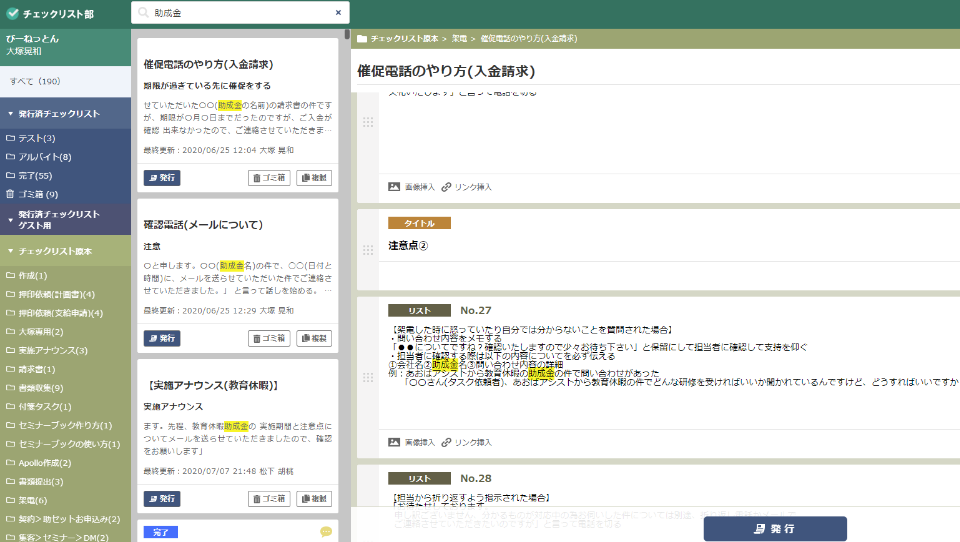 チェックリスト部
びーねっとん
大塚晃和
すべて（190）
発行済チェックリスト
テスト(3)
アルバイト(8)
完了(55)
ゴミ箱 (9)
発行済チェックリスト
ゲスト用
チェックリスト原本
作成(1)
押印依頼(計画書)(4)
押印依頼(支給申請)(4)
大塚専用(2)
実施アナウンス(3)
請求書(1)
書類収集(9)
付箋タスク(1)
セミナーブック作り方(1)
セミナーブックの使い方(1)
Apollo作成(2)
書類提出(3)
架電(6)
契約＞助セットお申込み(2)
集客＞セミナー＞DM(2)
助成金
×
催促電話のやり方(入金請求)
期限が過ぎている先に催促をする
せていただいた〇〇(助成金の名前)の請求書の件です
が、期限が〇月〇日までだったのですが、ご入金が
確認 出来なかったので、ご連絡させていただきま…
最終更新 : 2020/06/25 12:04 大塚 晃和
発行
ゴミ箱
複製
確認電話(メールについて)
注意
〇と申します。〇〇(助成金名)の件で、〇〇(日付と
時間)に、メールを送らせていただいた件でご連絡さ
せていただきました。」 と言って話しを始める。 …
最終更新 : 2020/06/25 12:29 大塚 晃和
発行
ゴミ箱
複製
【実施アナウンス(教育休暇)】
実施アナウンス
ます。先程、教育休暇助成金の 実施期間と注意点に
ついてメールを送らせていただきましたので、確認
をお願いします」
最終更新 : 2020/07/07 21:48 松下 胡桃
発行
ゴミ箱
複製
完了
チェックリスト原本 > 架電 > 催促電話のやり方(入金請求)
催促電話のやり方(入金請求)
画像挿入 リンク挿入
タイトル
注意点②
リスト No.27
【架電した時に怒っていたり自分では分からないことを質問された場合】
・問い合わせ内容をメモする
「●●についてですね？確認いたしますので少々お待ち下さい」と保留にして担当者に確認して支持を仰ぐ
・担当者に確認する際は以下の内容についてを必ず伝える
①会社名②助成金名③問い合わせ内容の詳細
例：あおばアシストから教育休暇の助成金の件で問い合わせがあった
「〇〇さん(タスク依頼者)、あおばアシストから教育休暇の件でどんな研修を受ければいいか聞かれているんですけど、どうすればいいですか
画像挿入 リンク挿入
リスト No.28
【担当から折り返すよう指示された場合】
「お待たせしております
発 行